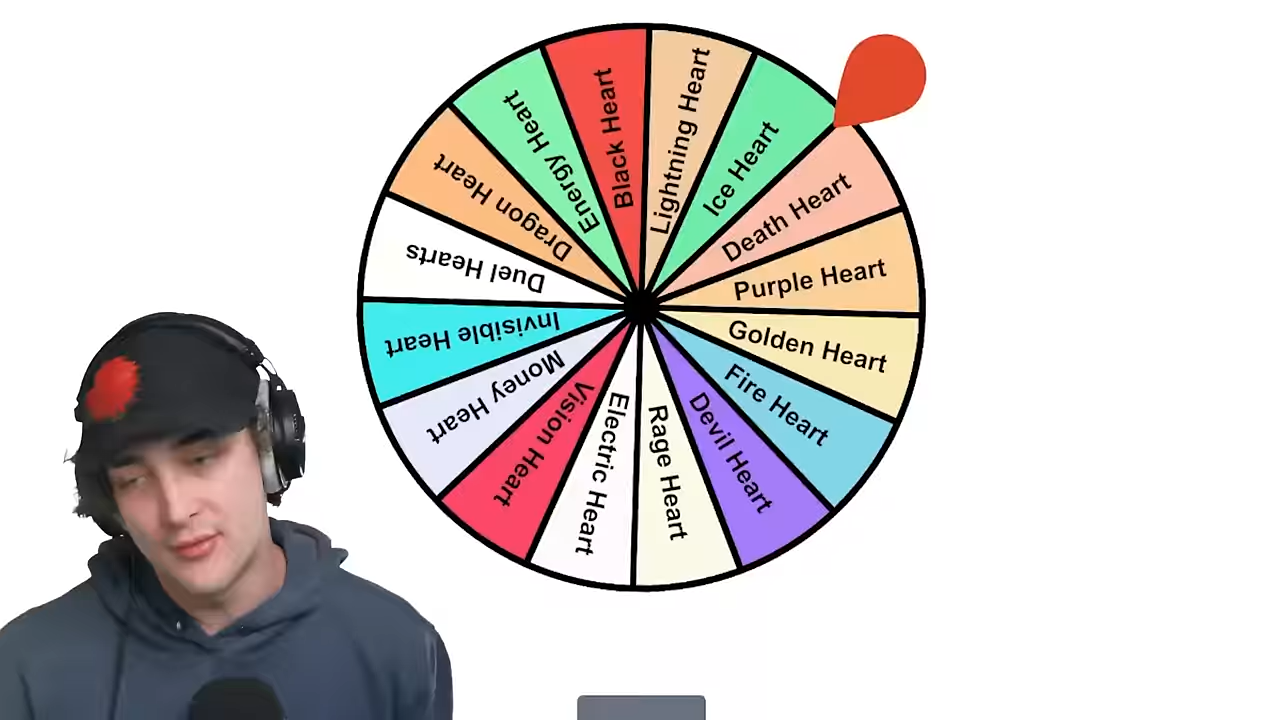 Lightning Heart
Ice Heart
Death Heart
Purple Heart
Golden Heart
Fire Heart
Devil Heart
Rage Heart
Electric Heart
Vision Heart
Money Heart
Invisible Heart
Duel Hearts
Dragon Heart
Energy Heart
Black Heart